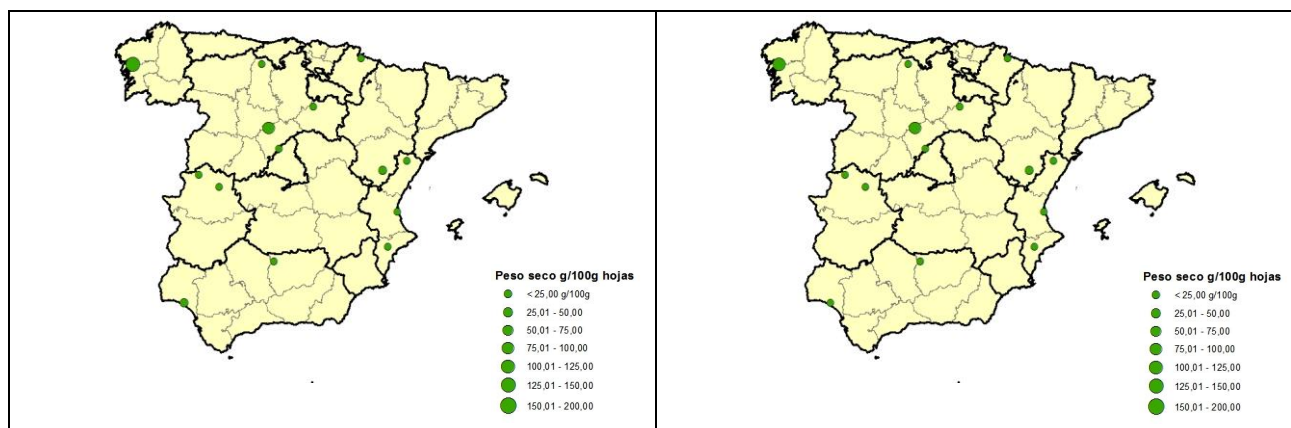 Peso seco g/100g hojas
< 25,00 g/100g
25,01 - 50,00
50,01 - 75,00
75,01 - 100,00
100,01 - 125,00
125,01 - 150,00
150,01 - 200,00
Peso seco g/100g hojas
< 25,00 g/100g
25,01 - 50,00
50,01 - 75,00
75,01 - 100,00
100,01 - 125,00
125,01 - 150,00
150,01 - 200,00